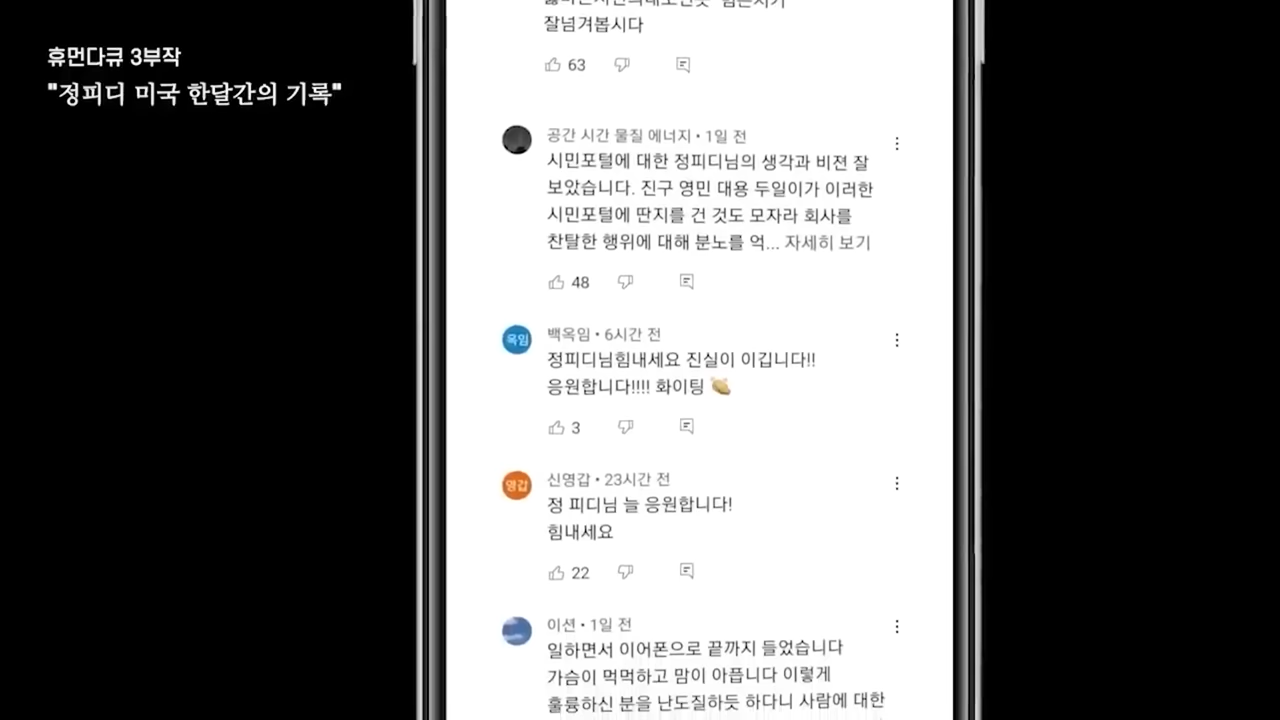 휴먼다큐 3부작
"정피디 미국 한달간의 기록"
잘넘겨봅시다
63
공간 시간 물질 에너지 • 1일 전
시민포털에 대한 정피디님의 생각과 비젼 잘
보았습니다. 진구 영민 대용 두일이가 이러한
시민포털에 딴지를 건 것도 모자라 회사를
찬탈한 행위에 대해 분노를 억... 자세히 보기
48
옥임
백옥임 • 6시간 전
정피디님힘내세요 진실이 이깁니다!!
응원합니다!!!! 화이팅
3
영갑
신영갑 • 23시간 전
정 피디님 늘 응원합니다!
힘내세요
22
이션 • 1일 전
일하면서 이어폰으로 끝까지 들었습니다
가슴이 먹먹하고 맘이 아픕니다 이렇게
훌륭하신 분을 난도질하듯 하다니 사람에 대한